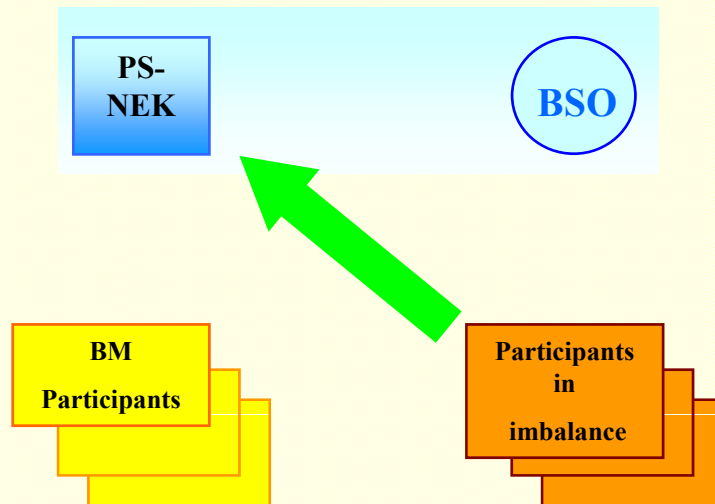 PS-
NEK
BSO
BM
Participants
Participants
in
imbalance